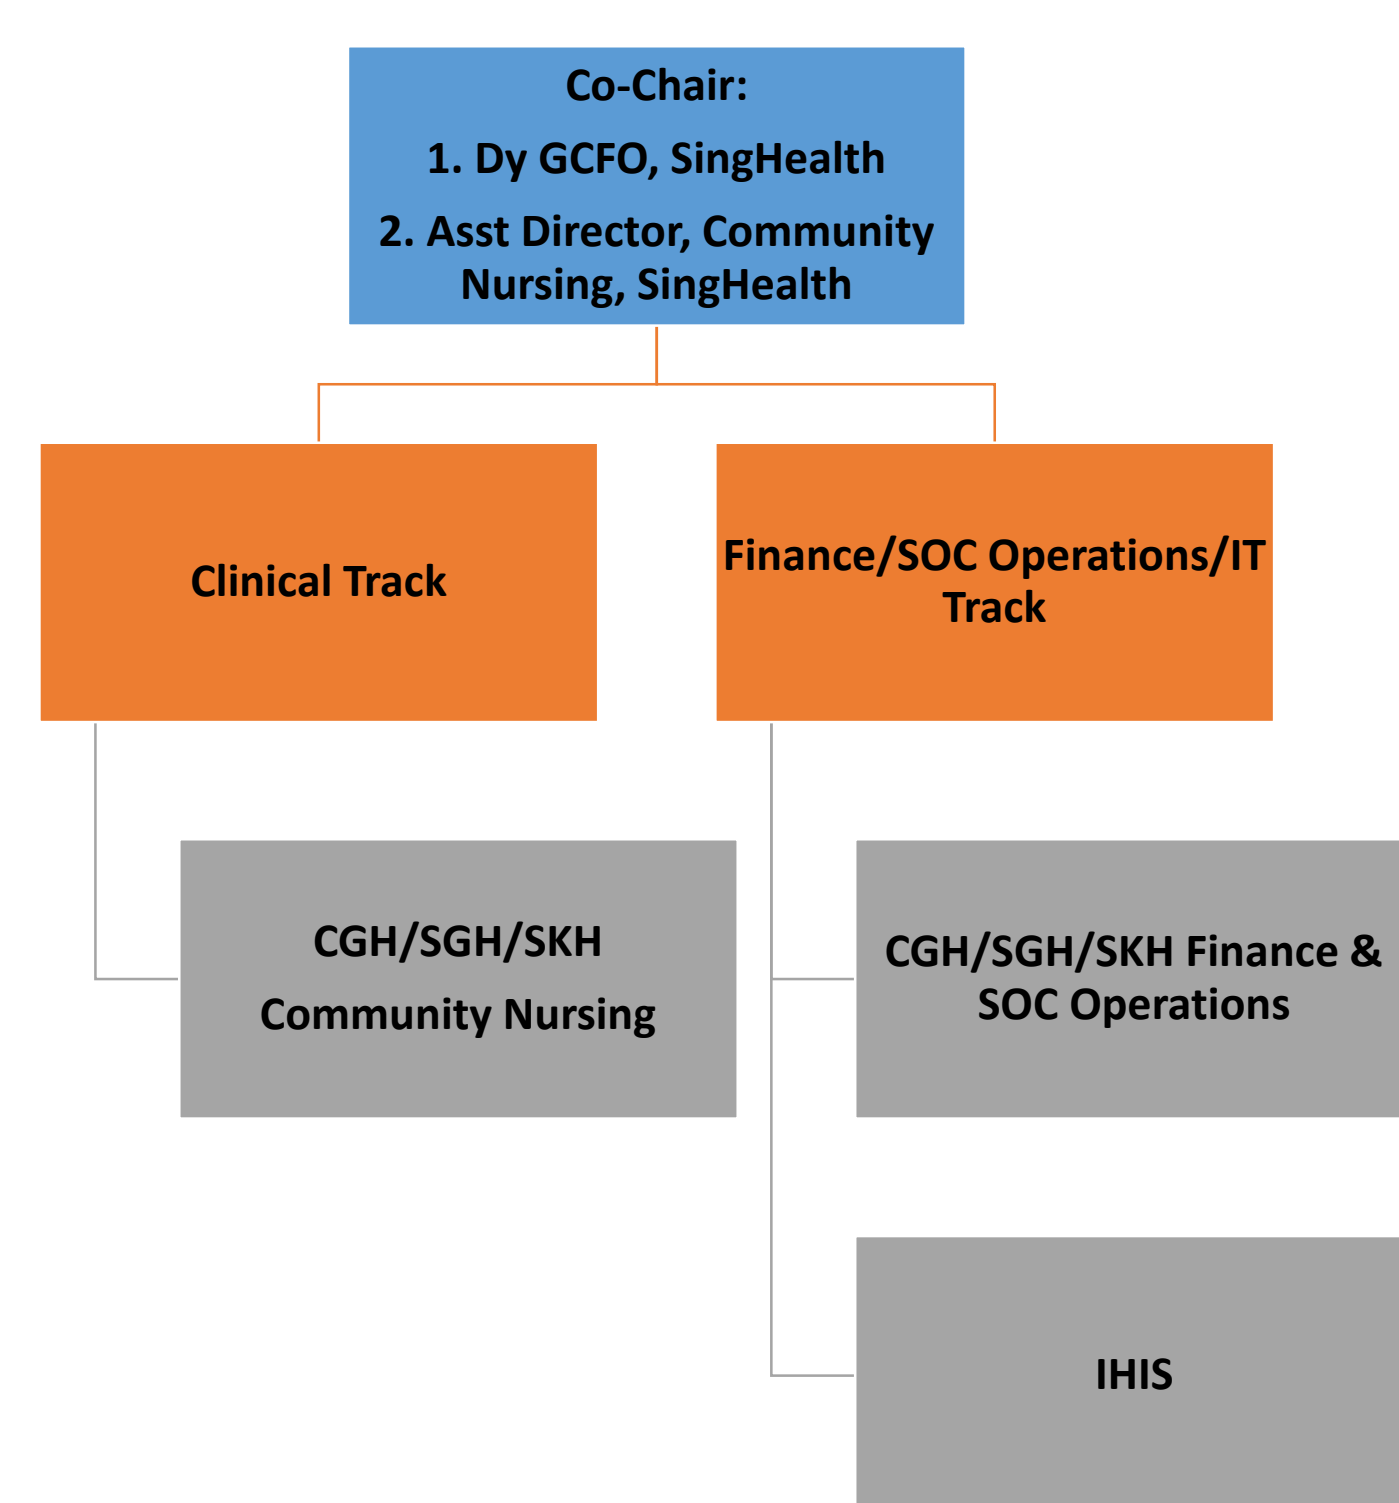 Co-Chair:
1. Dy GCFO, SingHealth
2. Asst Director, Community
Nursing, SingHealth
Clinical Track
Finance/SOC Operations/IT
Track
CGH/SGH/SKH
Community Nursing
CGH/SGH/SKH Finance &
SOC Operations
IHIS